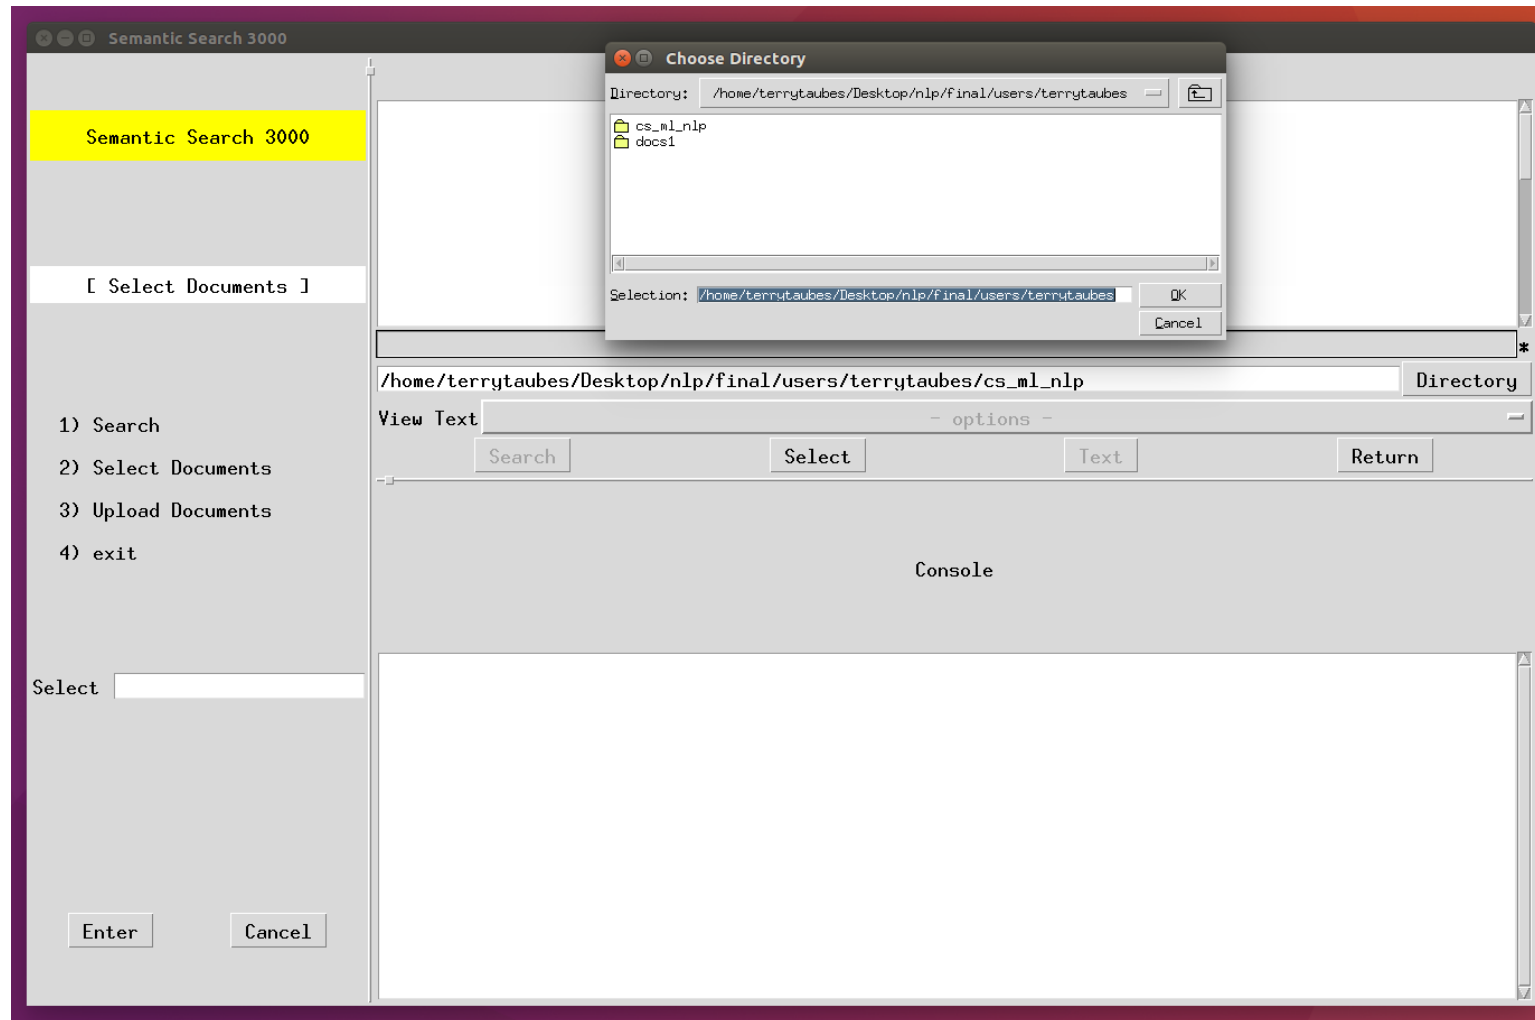 Semantic Search 3000
Choose Directory
Directory: /home/terrytaubes/Desktop/nlp/final/users/terrytaubes
cs_ml_nlp
docs1
Selection: /home/terrytaubes/Desktop/nlp/final/users/terrytaubes OK
Cancel
Semantic Search 3000
[ Select Documents ]
*
/home/terrytaubes/Desktop/nlp/final/users/terrytaubes/cs_ml_nlp Directory
View Text - options -
Search Select Text Return
1) Search
2) Select Documents
3) Upload Documents
4) exit
Console
Select
Enter Cancel